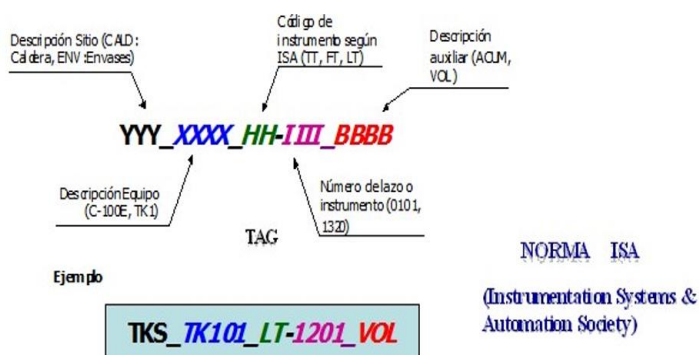 Descripción Sitio (CALD:
Caldera, ENV :Envases)
Código de
instrumento según
ISA (TT, FT, LT)
Descripción
auxiliar (ACUM,
VOL)
YYY_XXXX_HH-IIII_BBBB
Descripción Equipo
(C-100E, TK1)
Número de lazo o
instrumento (0101,
1320)
TAG
NORMA ISA
Ejemplo
(Instrumentation Systems &
Automation Society)
TKS_TK101_LT-1201_VOL